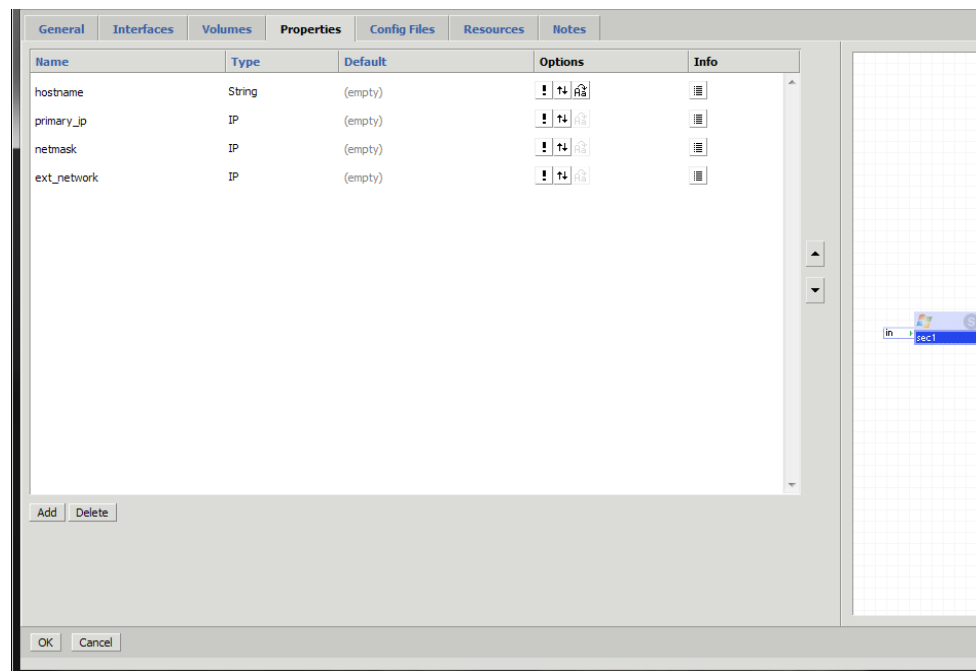 General Interfaces Volumes Properties Config Files Resources Notes
Name Type Default Options Info
hostname String (empty)
primary_ip IP (empty)
netmask IP (empty)
ext_network IP (empty)
in
S
sec1
Add Delete
OK Cancel